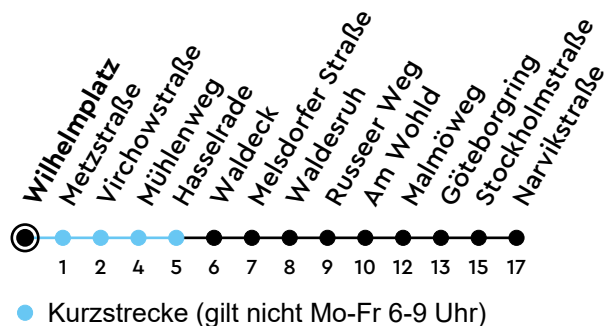 Wilhelmplatz
Metzstraße
Virchowstraße
Mühlenweg
Hasselrade
Waldeck
Melsdorfer Straße
Waldesruh
Russeer Weg
Am Wohld
Malmöweg
Göteborgring
Stockholmstraße
Narvikstraße
1 2 4 5 6 7 8 9 10 12 13 15 17
Kurzstrecke (gilt nicht Mo-Fr 6-9 Uhr)